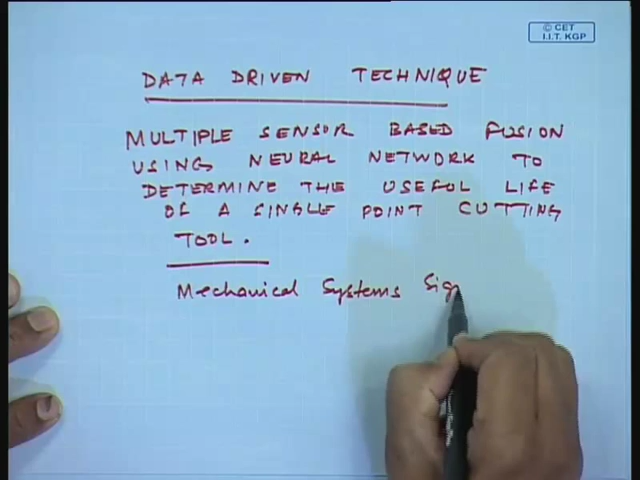 © CET
I.I.T. KGP
DATA DRIVEN TECHNIQUE
MULTIPLE SENSOR BASED FUSION
USING NEURAL NETWORK TO
DETERMINE THE USEFUL LIFE
OF A SINGLE POINT CUTTING
TOOL.
Mechanical Systems Sig